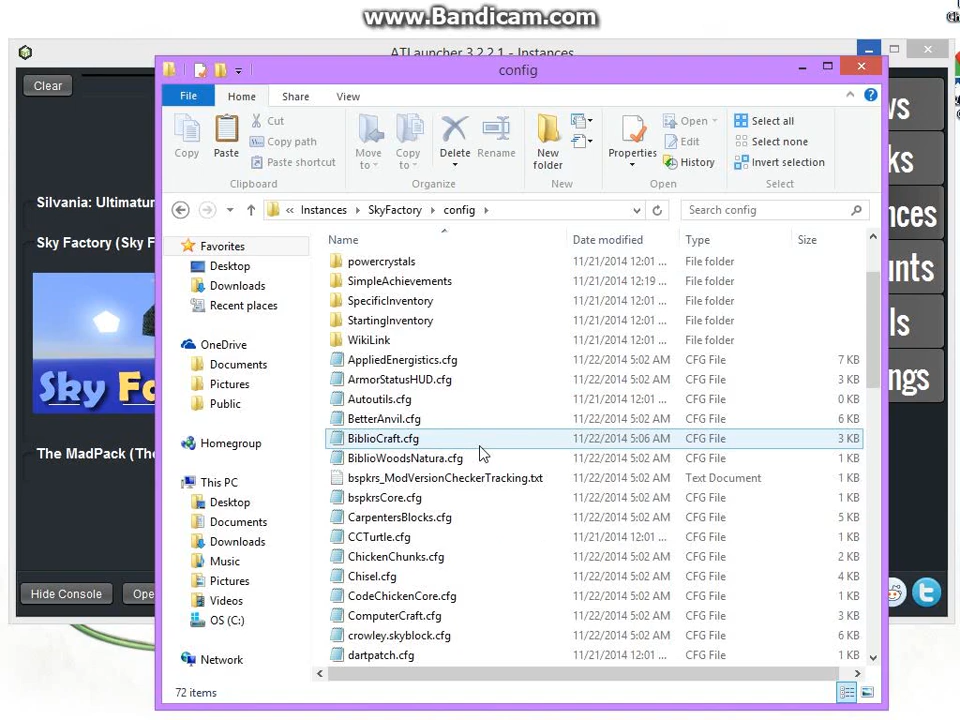 www.Bandicam.com
ATLauncher 3.2.2.1 - Instances
config
Clear
File Home Share View
Copy
Paste
Cut
Copy path
Paste shortcut
Move to
Copy to
Delete
Rename
New folder
Properties
Open
Edit
History
Select all
Select none
Invert selection
Clipboard Organize New Open Select
Instances SkyFactory config
Search config
Name Date modified Type Size
Favorites
Desktop
Downloads
Recent places
OneDrive
Documents
Pictures
Public
Homegroup
This PC
Desktop
Documents
Downloads
Music
Pictures
Videos
OS (C:)
Network
powercrystals 11/21/2014 12:01 ... File folder
SimpleAchievements 11/21/2014 12:19 ... File folder
SpecificInventory 11/21/2014 12:01 ... File folder
StartingInventory 11/21/2014 12:01 ... File folder
WikiLink 11/21/2014 12:01 ... File folder
AppliedEnergistics.cfg 11/22/2014 5:02 AM CFG File 7 KB
ArmorStatusHUD.cfg 11/22/2014 5:02 AM CFG File 3 KB
Autoutils.cfg 11/21/2014 12:01 ... CFG File 0 KB
BetterAnvil.cfg 11/22/2014 5:02 AM CFG File 6 KB
BiblioCraft.cfg 11/22/2014 5:06 AM CFG File 3 KB
BiblioWoodsNatura.cfg 11/22/2014 5:02 AM CFG File 1 KB
bspkrs_ModVersionCheckerTracking.txt 11/22/2014 5:02 AM Text Document 1 KB
bspkrsCore.cfg 11/22/2014 5:02 AM CFG File 1 KB
CarpentersBlocks.cfg 11/22/2014 5:02 AM CFG File 5 KB
CCTurtle.cfg 11/21/2014 12:01 ... CFG File 1 KB
ChickenChunks.cfg 11/22/2014 5:02 AM CFG File 2 KB
Chisel.cfg 11/22/2014 5:02 AM CFG File 4 KB
CodeChickenCore.cfg 11/22/2014 5:02 AM CFG File 1 KB
ComputerCraft.cfg 11/22/2014 5:02 AM CFG File 3 KB
crowley.skyblock.cfg 11/22/2014 5:02 AM CFG File 6 KB
dartpatch.cfg 11/21/2014 12:01 ... CFG File 1 KB
72 items
Silvania: Ultimatum
Sky Factory (Sky F
Sky Fa
The MadPack (The
Hide Console
Ope
ws
ks
nces
unts
ls
ngs